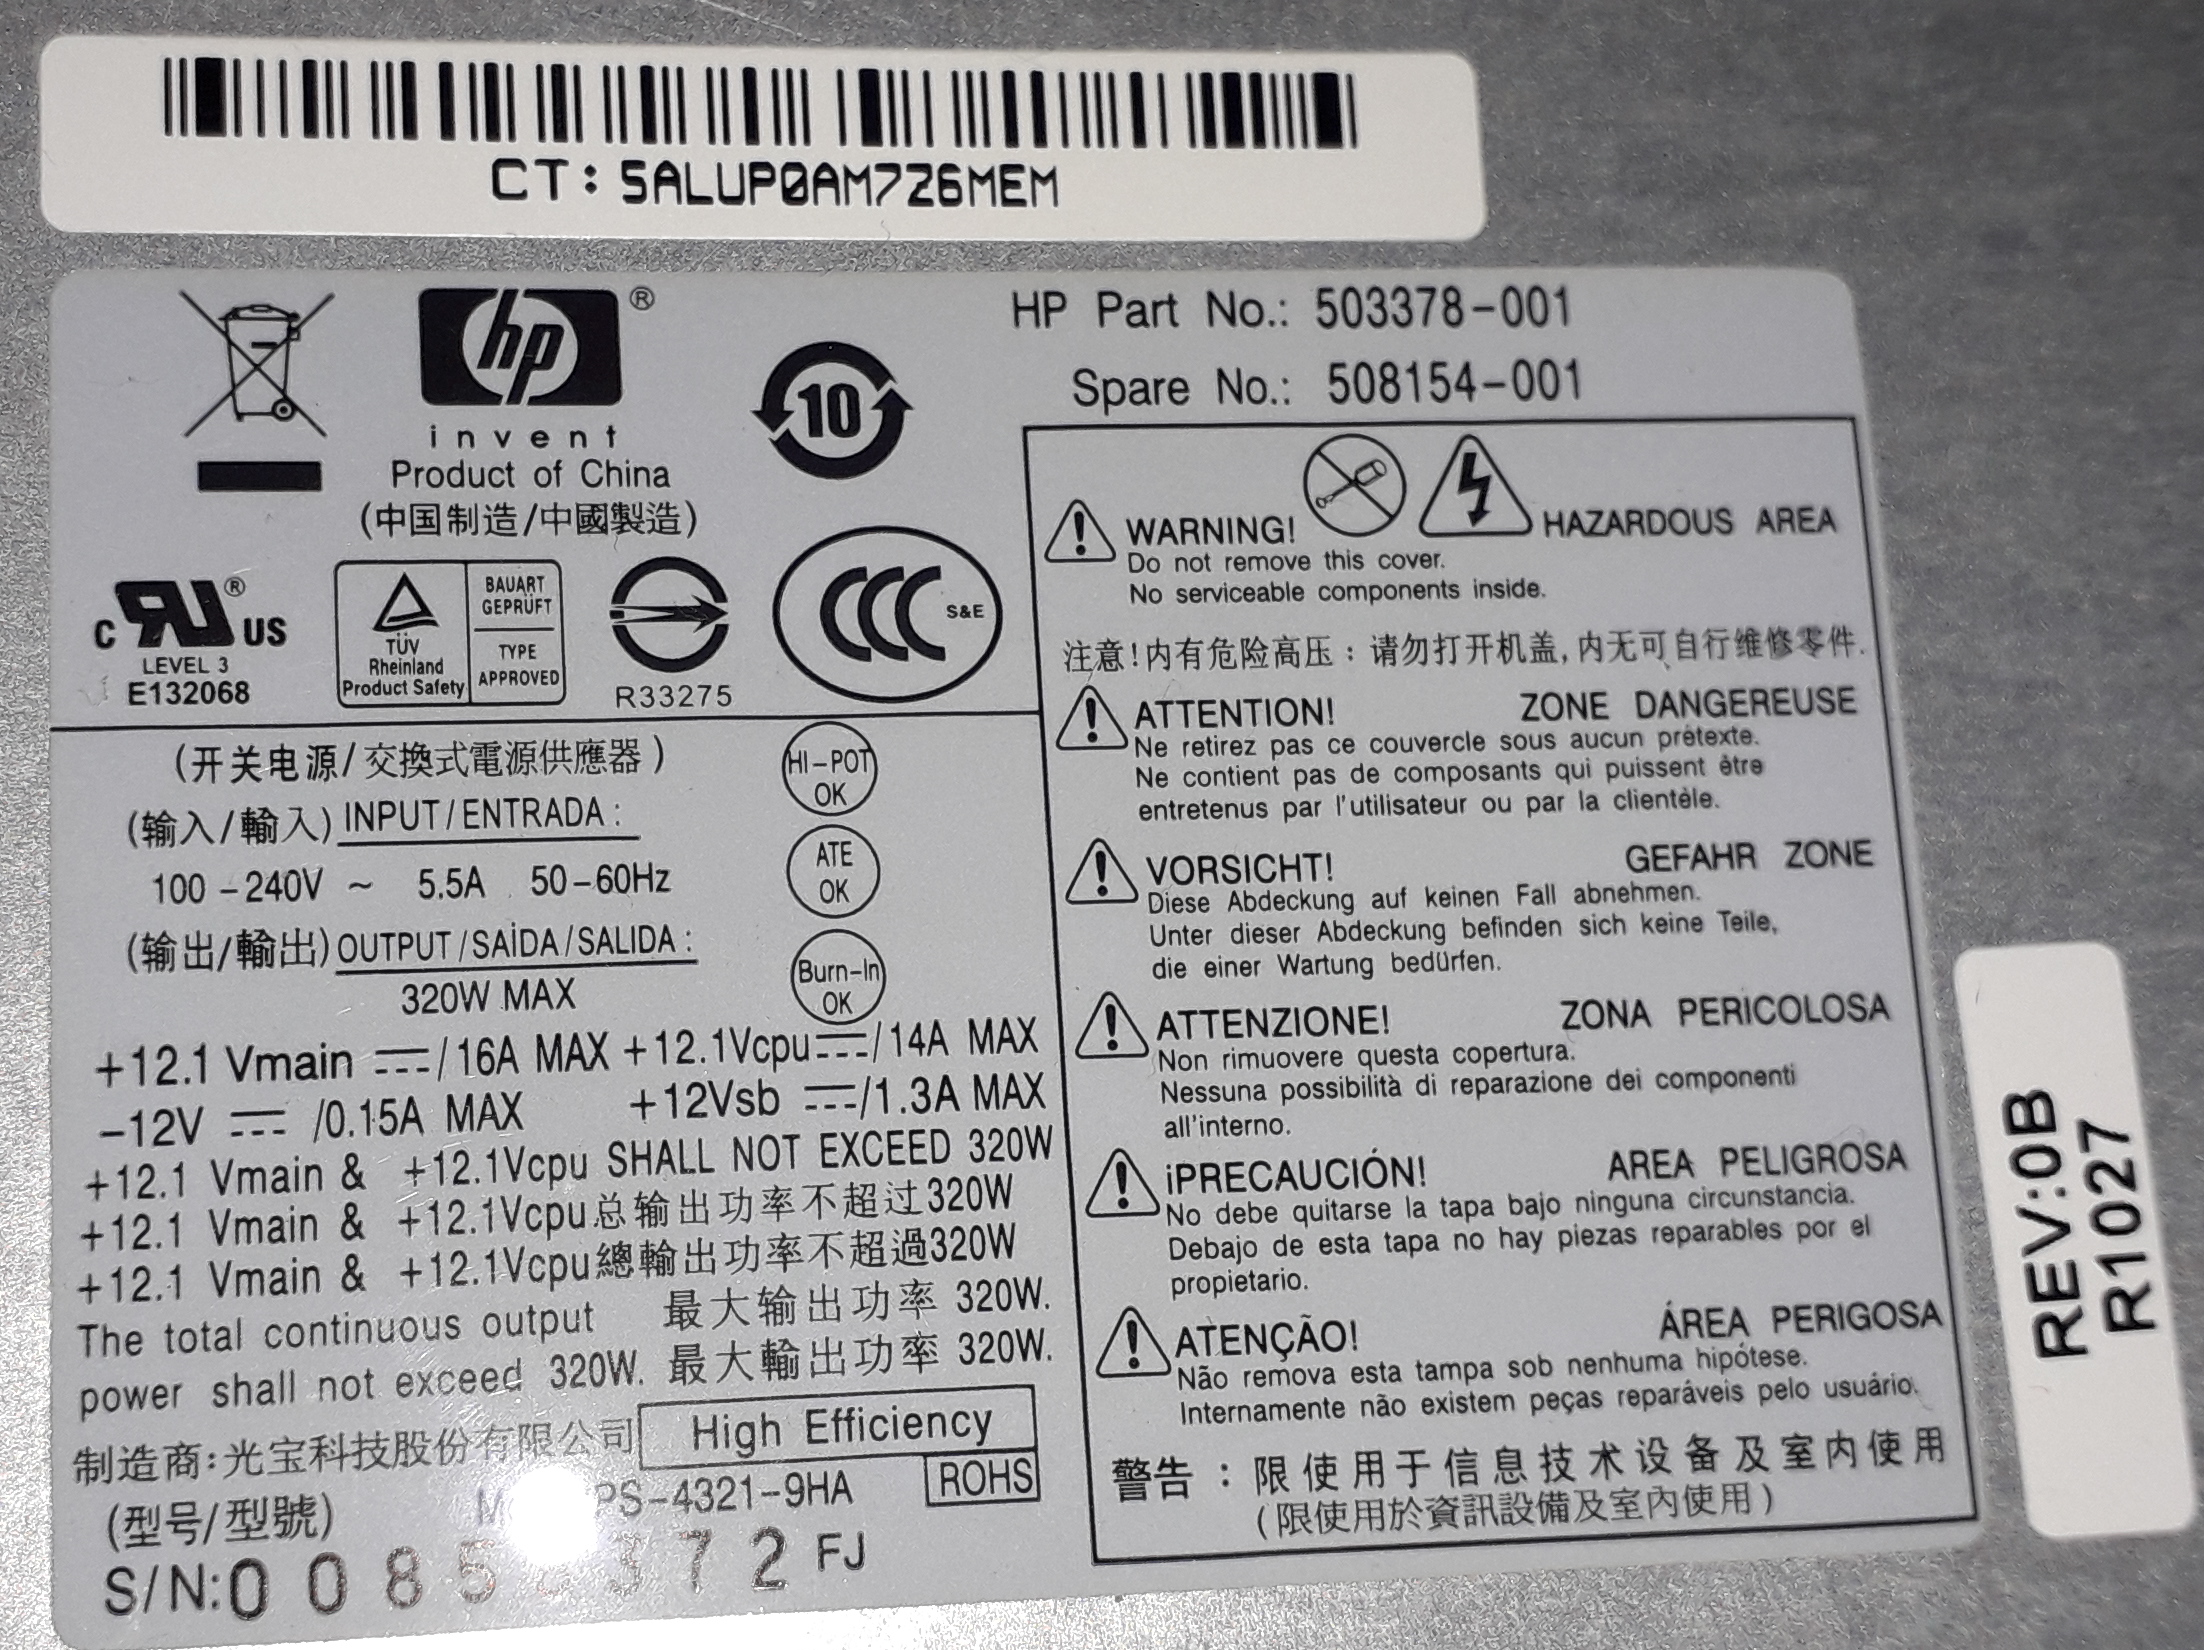 CT: 5ALUP0AM726MEM
hp ®
invent
Product of China
(中国制造/中國製造)
10
HP Part No.: 503378-001
Spare No.: 508154-001
C RU ® US
LEVEL 3
E132068
TÜV
Rheinland
Product Safety
BAUART
GEPRÜFT
TYPE
APPROVED
R33275
CCC S&E
(开关电源/交換式電源供應器)
(输入/輸入) INPUT/ENTRADA:
100-240V ~ 5.5A 50-60Hz
(输出/輸出) OUTPUT/SAÍDA/SALIDA:
320W MAX
HI-POT
OK
ATE
OK
Burn-In
OK
+12.1 Vmain ⎓/16A MAX +12.1Vcpu⎓/14A MAX
-12V ⎓ /0.15A MAX +12Vsb ⎓/1.3A MAX
+12.1 Vmain & +12.1Vcpu SHALL NOT EXCEED 320W
+12.1 Vmain & +12.1Vcpu总输出功率不超过320W
+12.1 Vmain & +12.1Vcpu總輸出功率不超過320W
The total continuous output 最大输出功率 320W.
power shall not exceed 320W. 最大輸出功率 320W.
制造商:光宝科技股份有限公司
High Efficiency
(型号/型號) PS-4321-9HA
ROHS
S/N: 0 0 8 5 3 7 2 FJ
WARNING! HAZARDOUS AREA
Do not remove this cover.
No serviceable components inside.
注意!内有危险高压:请勿打开机盖,内无可自行维修零件.
ATTENTION! ZONE DANGEREUSE
Ne retirez pas ce couvercle sous aucun prètexte.
Ne contient pas de composants qui puissent être
entretenus par l'utilisateur ou par la clientéle.
VORSICHT! GEFAHR ZONE
Diese Abdeckung auf keinen Fall abnehmen.
Unter dieser Abdeckung befinden sich keine Teile,
die einer Wartung bedürfen.
ATTENZIONE! ZONA PERICOLOSA
Non rimuovere questa copertura.
Nessuna possibilità di reparazione dei componenti
all'interno.
¡PRECAUCIÓN! AREA PELIGROSA
No debe quitarse la tapa bajo ninguna circunstancia.
Debajo de esta tapa no hay piezas reparables por el
propietario.
ATENÇÃO! ÁREA PERIGOSA
Não remova esta tampa sob nenhuma hipótese.
Internamente não existem peças reparáveis pelo usuário.
警告:限使用于信息技术设备及室内使用
(限使用於資訊設備及室內使用)
REV:0B
R1027